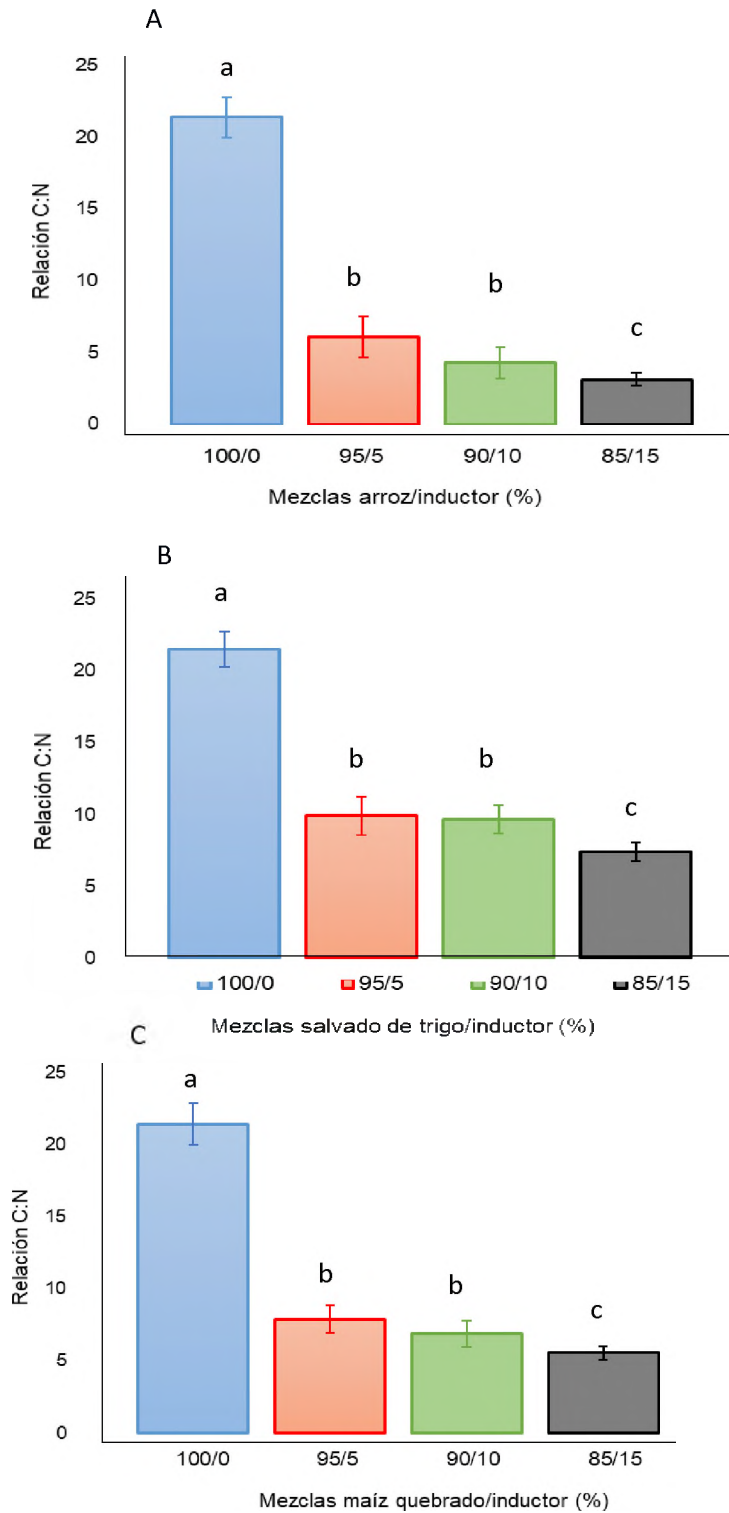 A
25
a
20
15
10
b
b
c
5
0
Relación C:N
100/0 95/5 90/10 85/15
Mezclas arroz/inductor (%)
B
25
a
20
15
b
b
10
c
5
0
Relación C:N
100/0 95/5 90/10 85/15
Mezclas salvado de trigo/inductor (%)
C
25
a
20
15
10
b
b
c
5
0
Relación C:N
100/0 95/5 90/10 85/15
Mezclas maíz quebrado/inductor (%)